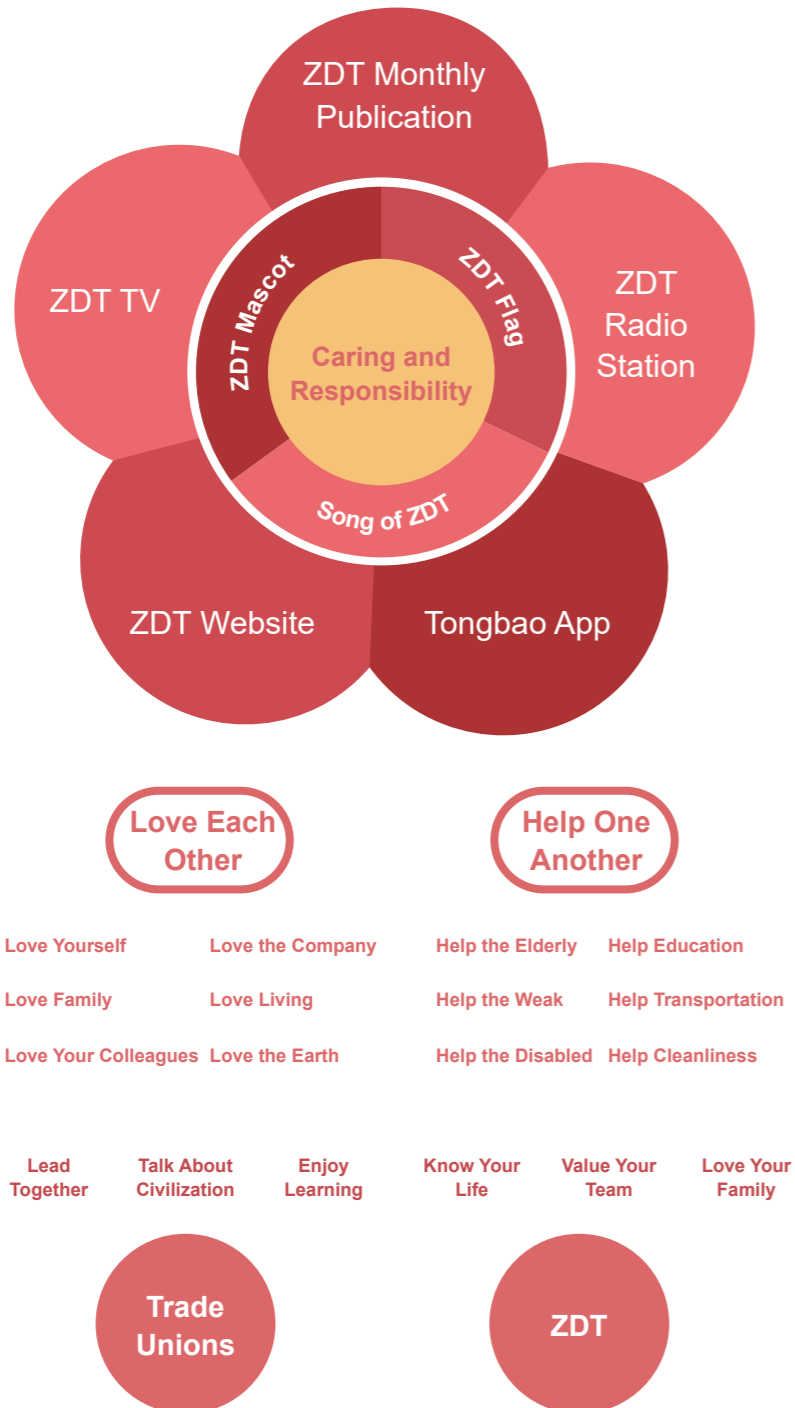 ZDT Monthly
Publication
ZDT TV
ZDT
Radio
Station
ZDT Mascot
ZDT Flag
Caring and
Responsibility
Song of ZDT
ZDT Website
Tongbao App
Love Each
Other
Help One
Another
Love Yourself
Love the Company
Help the Elderly
Help Education
Love Family
Love Living
Help the Weak
Help Transportation
Love Your Colleagues
Love the Earth
Help the Disabled
Help Cleanliness
Lead
Together
Talk About
Civilization
Enjoy
Learning
Know Your
Life
Value Your
Team
Love Your
Family
Trade
Unions
ZDT